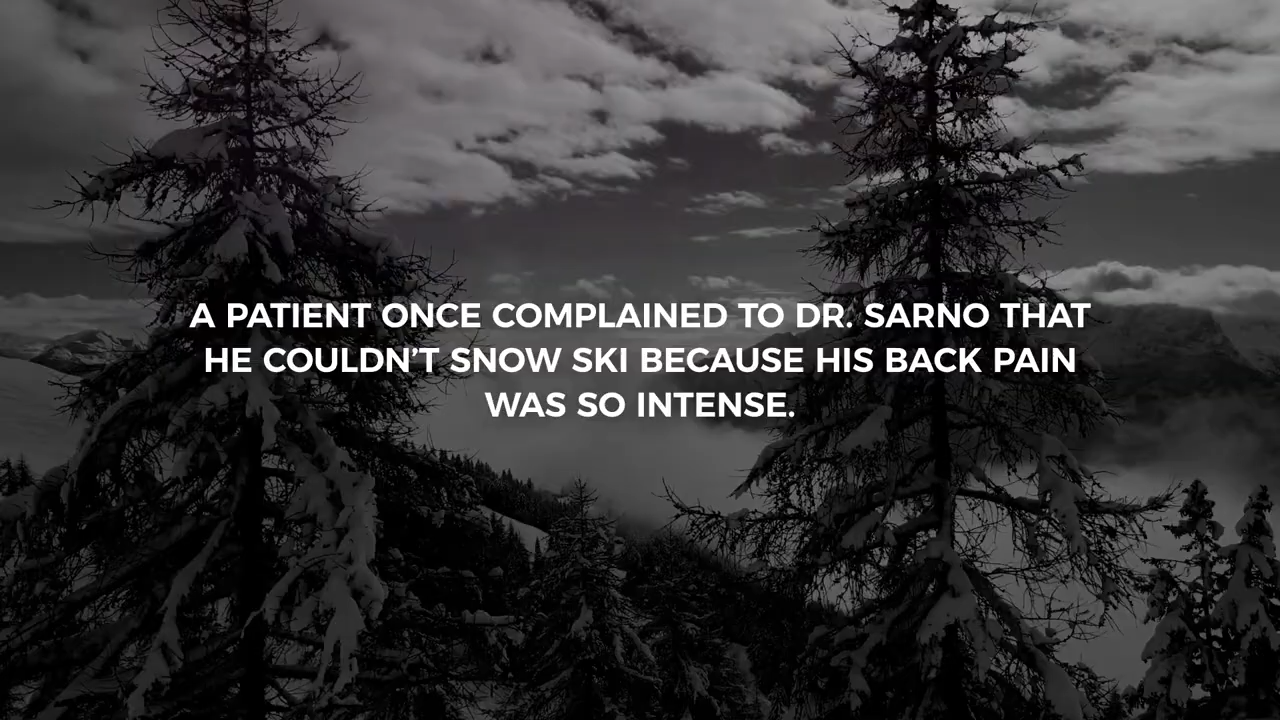 A PATIENT ONCE COMPLAINED TO DR. SARNO THAT
HE COULDN’T SNOW SKI BECAUSE HIS BACK PAIN
WAS SO INTENSE.